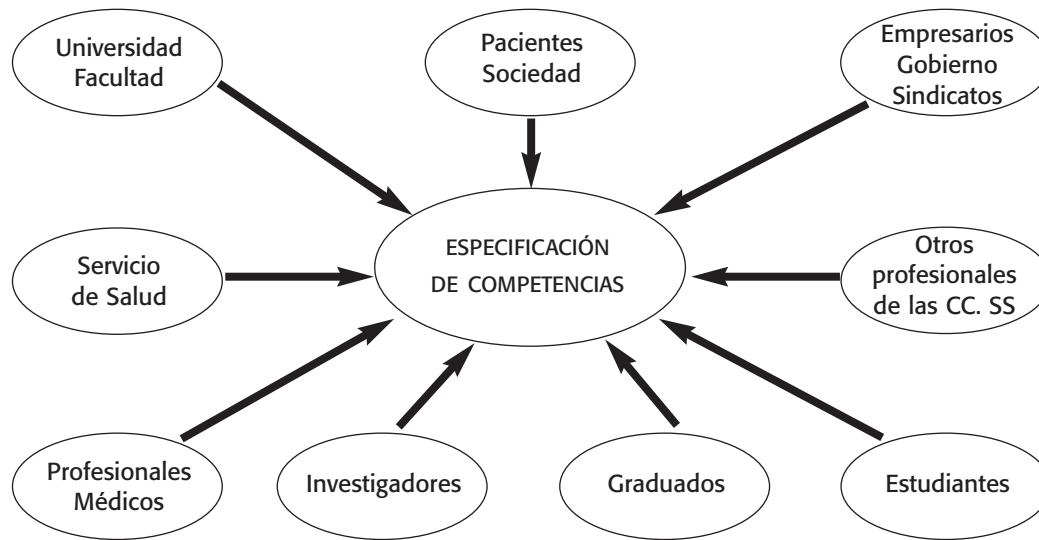 Universidad
Facultad
Pacientes
Sociedad
Empresarios
Gobierno
Sindicatos
ESPECIFICACIÓN
DE COMPETENCIAS
Servicio
de Salud
Otros
profesionales
de las CC. SS
Profesionales
Médicos
Investigadores
Graduados
Estudiantes